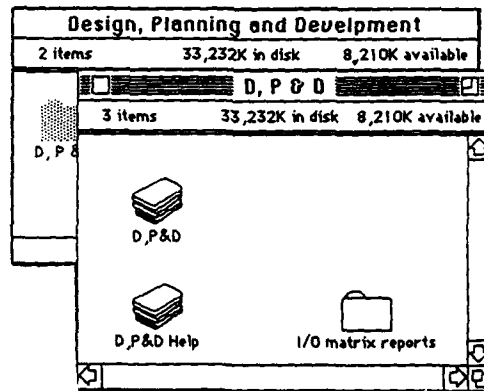 Design, Planning and Develpment
2 items 33,232K in disk 8,210K available
D, P & D
3 items 33,232K in disk 8,210K available
D, P &
D,P&D
D,P&D Help I/O matrix reports